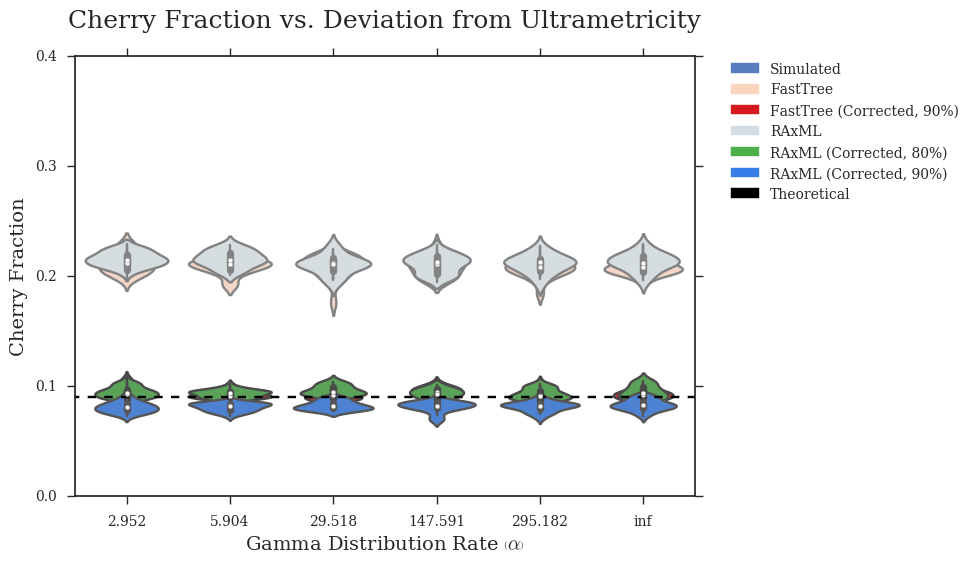 Cherry Fraction vs. Deviation from Ultrametricity
0.4
0.3
0.2
0.1
0.0
Cherry Fraction
2.952
5.904
29.518
147.591
295.182
inf
Gamma Distribution Rate (α)
Simulated
FastTree
FastTree (Corrected, 90%)
RAxML
RAxML (Corrected, 80%)
RAxML (Corrected, 90%)
Theoretical